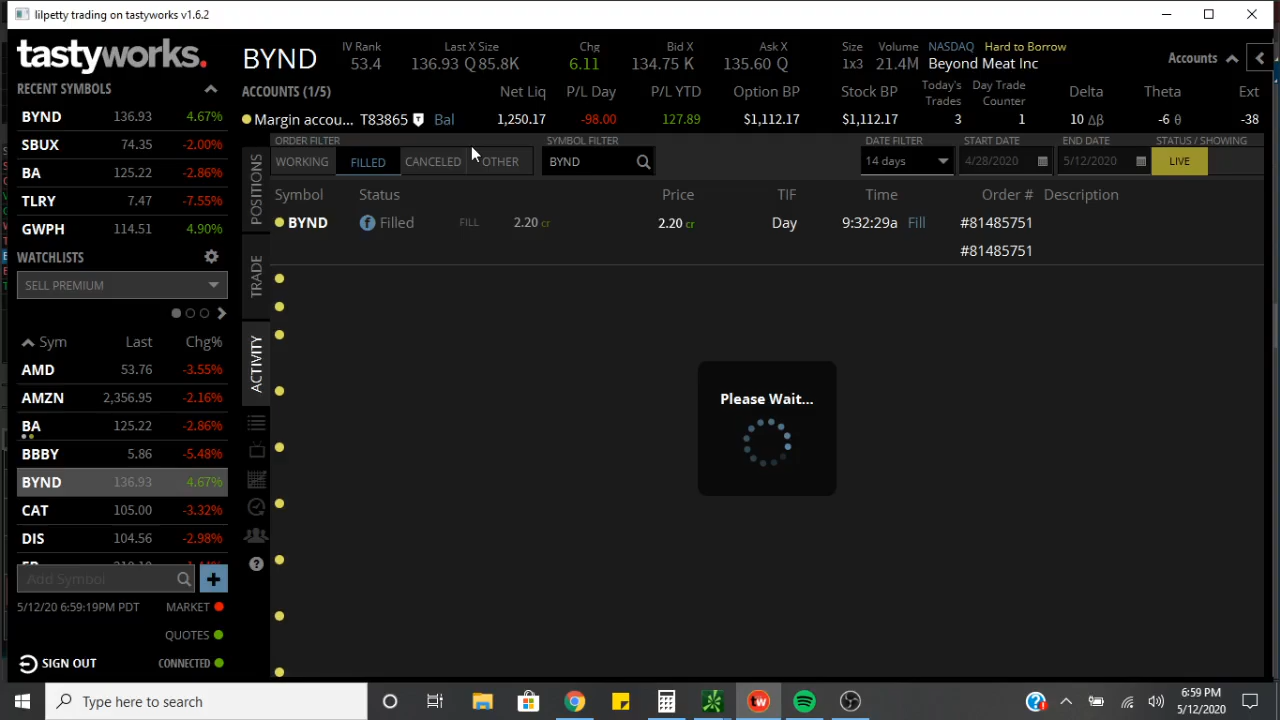 lilpetty trading on tastyworks v1.6.2
tastyworks.
BYND
IV Rank
53.4
Last X Size
136.93 Q 85.8K
Chg
6.11
Bid X
134.75 K
Ask X
135.60 Q
Size
1x3
Volume
21.4M
NASDAQ
Hard to Borrow
Beyond Meat Inc
Accounts
RECENT SYMBOLS
BYND 136.93 4.67%
SBUX 74.35 -2.00%
BA 125.22 -2.86%
TLRY 7.47 -7.55%
GWPH 114.51 4.90%
WATCHLISTS
SELL PREMIUM
Sym Last Chg%
AMD 53.76 -3.55%
AMZN 2,356.95 -2.16%
BA 125.22 -2.86%
BBBY 5.86 -5.48%
BYND 136.93 4.67%
CAT 105.00 -3.32%
DIS 104.56 -2.98%
Add Symbol
5/12/20 6:59:19PM PDT MARKET
QUOTES
SIGN OUT CONNECTED
ACCOUNTS (1/5) Net Liq P/L Day P/L YTD Option BP Stock BP Today's Trades Day Trade Counter Delta Theta Ext
Margin accou... T83865 Bal 1,250.17 -98.00 127.89 $1,112.17 $1,112.17 3 1 10 Δβ -6 θ -38
ORDER FILTER SYMBOL FILTER DATE FILTER START DATE END DATE STATUS / SHOWING
WORKING FILLED CANCELED OTHER BYND 14 days 4/28/2020 5/12/2020 LIVE
POSITIONS
TRADE
ACTIVITY
Symbol Status Price TIF Time Order # Description
BYND f Filled FILL 2.20 cr 2.20 cr Day 9:32:29a Fill #81485751
#81485751
Please Wait...
Type here to search
tw
6:59 PM
5/12/2020